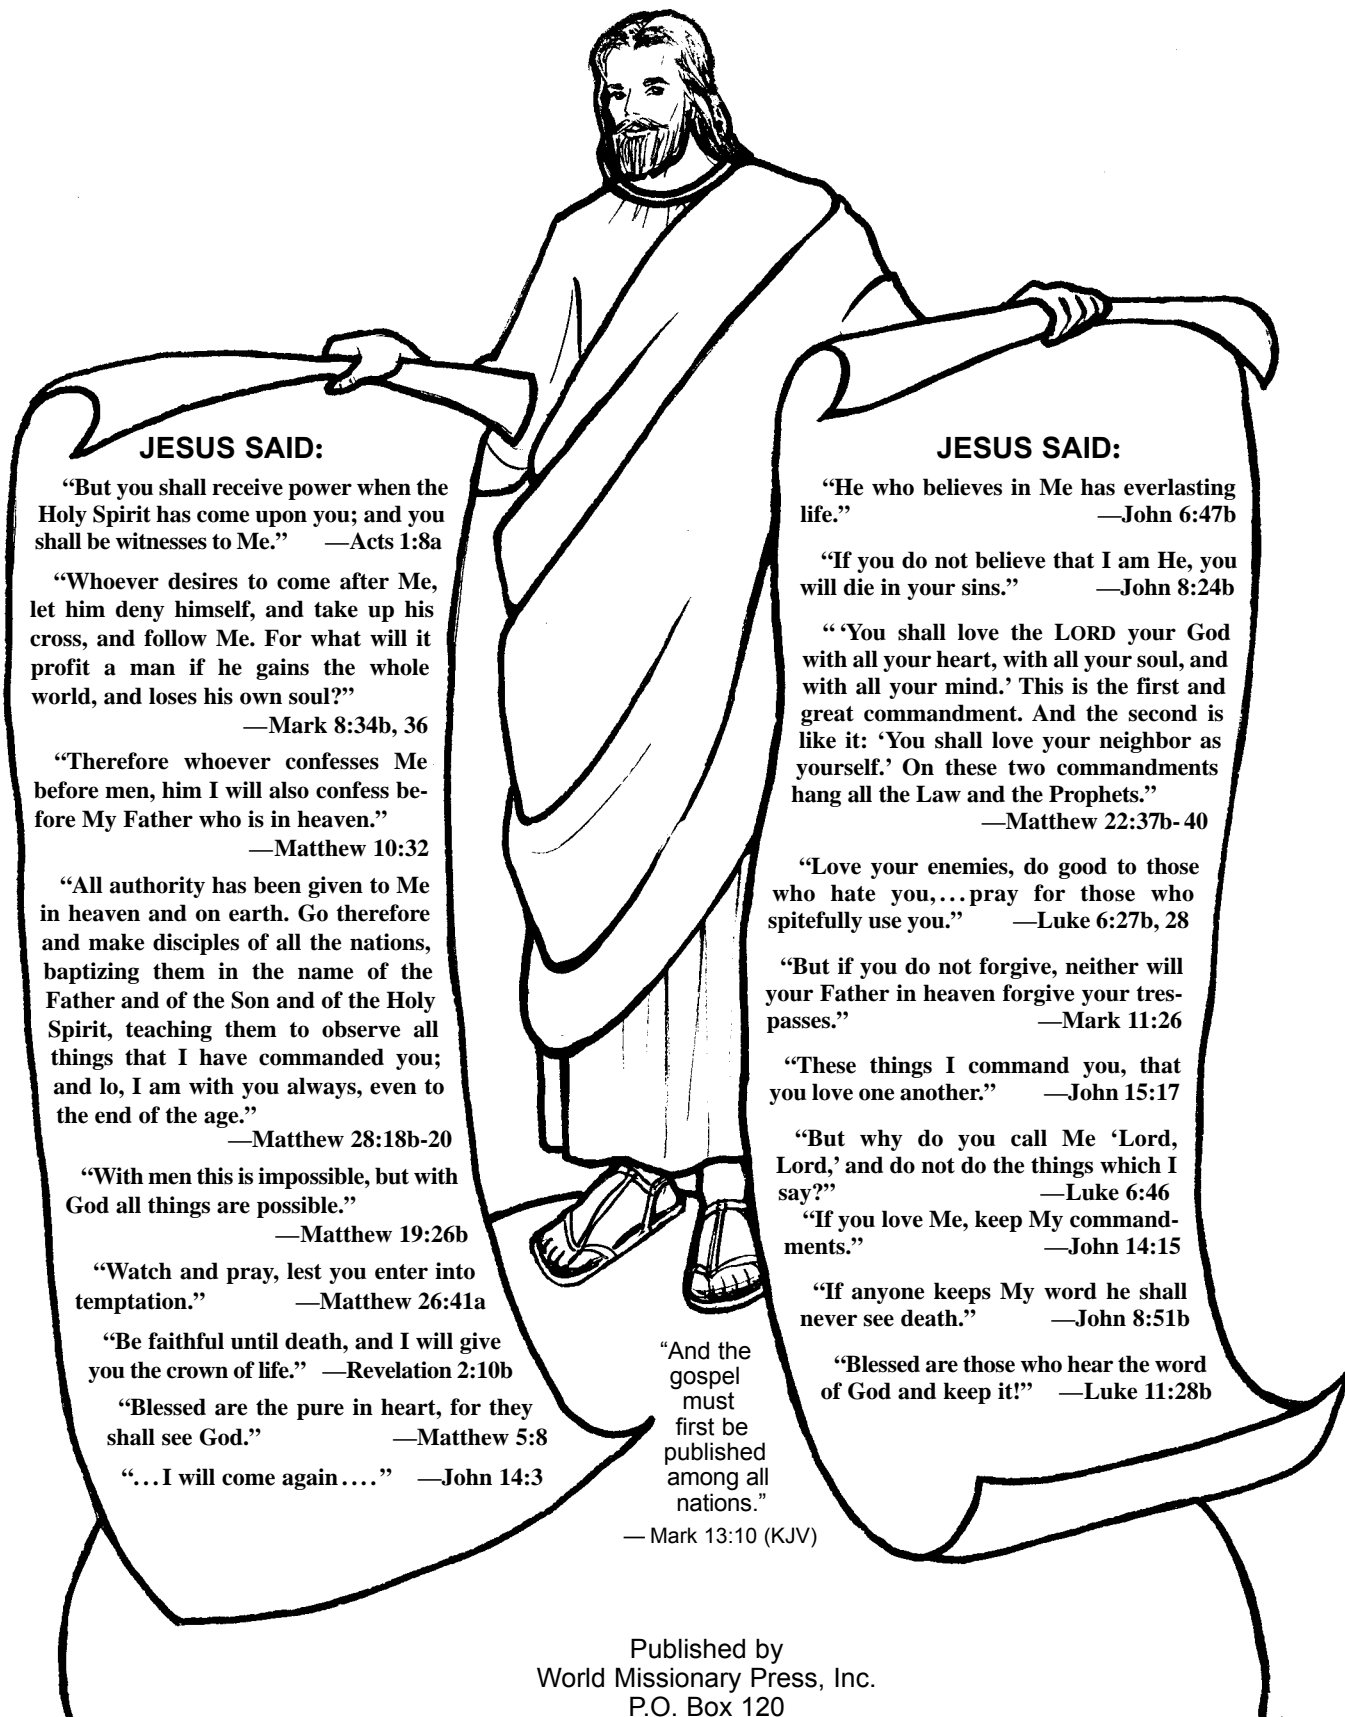 JESUS SAID:
“But you shall receive power when the
Holy Spirit has come upon you; and you
shall be witnesses to Me.” —Acts 1:8a
“Whoever desires to come after Me,
let him deny himself, and take up his
cross, and follow Me. For what will it
profit a man if he gains the whole
world, and loses his own soul?”
—Mark 8:34b, 36
“Therefore whoever confesses Me
before men, him I will also confess be-
fore My Father who is in heaven.”
—Matthew 10:32
“All authority has been given to Me
in heaven and on earth. Go therefore
and make disciples of all the nations,
baptizing them in the name of the
Father and of the Son and of the Holy
Spirit, teaching them to observe all
things that I have commanded you;
and lo, I am with you always, even to
the end of the age.”
—Matthew 28:18b-20
“With men this is impossible, but with
God all things are possible.”
—Matthew 19:26b
“Watch and pray, lest you enter into
temptation.” —Matthew 26:41a
“Be faithful until death, and I will give
you the crown of life.” —Revelation 2:10b
“Blessed are the pure in heart, for they
shall see God.” —Matthew 5:8
“...I will come again....” —John 14:3
JESUS SAID:
“He who believes in Me has everlasting
life.” —John 6:47b
“If you do not believe that I am He, you
will die in your sins.” —John 8:24b
“ ‘You shall love the LORD your God
with all your heart, with all your soul, and
with all your mind.’ This is the first and
great commandment. And the second is
like it: ‘You shall love your neighbor as
yourself.’ On these two commandments
hang all the Law and the Prophets.”
—Matthew 22:37b- 40
“Love your enemies, do good to those
who hate you,...pray for those who
spitefully use you.” —Luke 6:27b, 28
“But if you do not forgive, neither will
your Father in heaven forgive your tres-
passes.” —Mark 11:26
“These things I command you, that
you love one another.” —John 15:17
“But why do you call Me ‘Lord,
Lord,’ and do not do the things which I
say?” —Luke 6:46
“If you love Me, keep My command-
ments.” —John 14:15
“If anyone keeps My word he shall
never see death.” —John 8:51b
“Blessed are those who hear the word
of God and keep it!” —Luke 11:28b
“And the
gospel
must
first be
published
among all
nations.”
— Mark 13:10 (KJV)
Published by
World Missionary Press, Inc.
P.O. Box 120